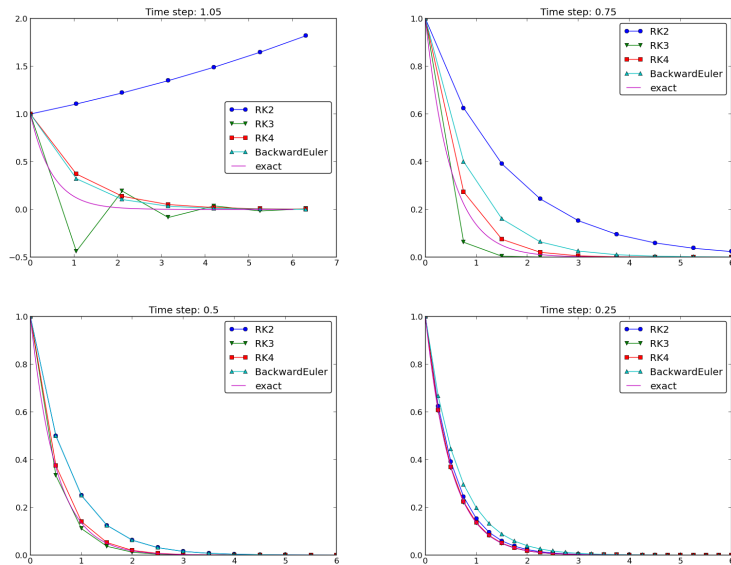 Time step: 1.05
2.0
1.5
1.0
0.5
0.0
−0.5
0 1 2 3 4 5 6 7
RK2
RK3
RK4
BackwardEuler
exact
Time step: 0.75
1.0
0.8
0.6
0.4
0.2
0.0
0 1 2 3 4 5 6
RK2
RK3
RK4
BackwardEuler
exact
Time step: 0.5
1.0
0.8
0.6
0.4
0.2
0.0
0 1 2 3 4 5 6
RK2
RK3
RK4
BackwardEuler
exact
Time step: 0.25
1.0
0.8
0.6
0.4
0.2
0.0
0 1 2 3 4 5 6
RK2
RK3
RK4
BackwardEuler
exact